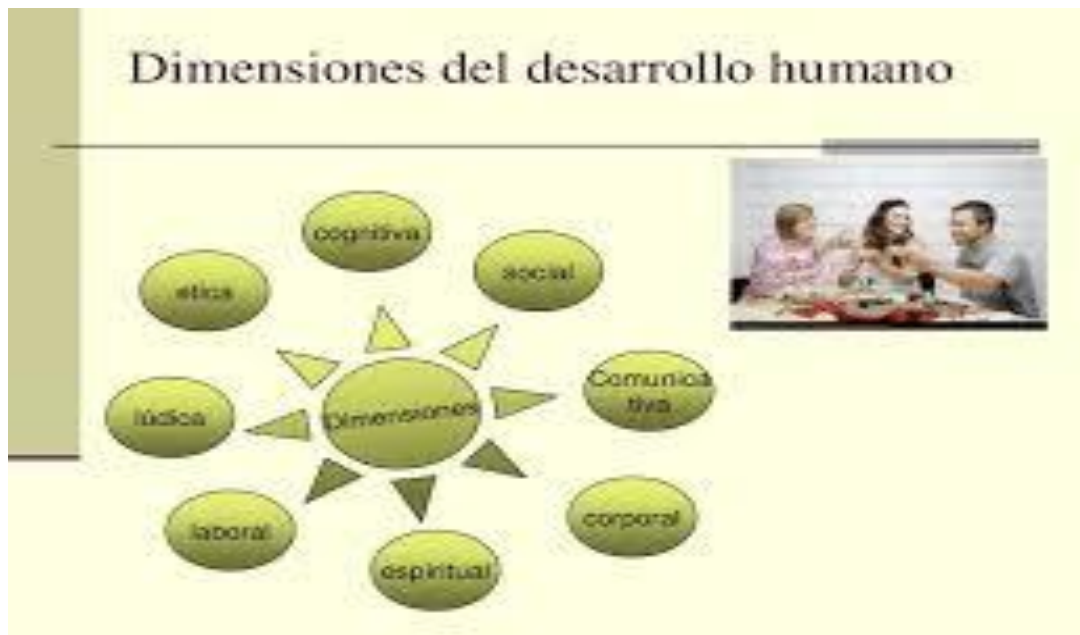 Dimensiones del desarrollo humano
cognitiva
social
etica
Comunica
tiva
Dimensiones
lúdica
corporal
laboral
espiritual